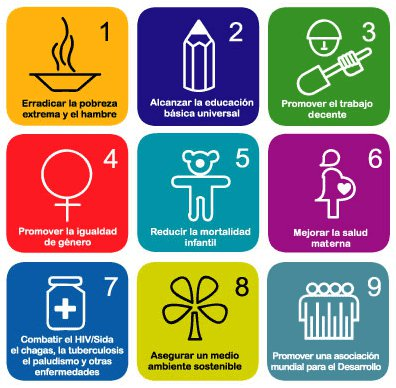 1
Erradicar la pobreza
extrema y el hambre
2
Alcanzar la educación
básica universal
3
Promover el trabajo
decente
4
Promover la igualdad
de género
5
Reducir la mortalidad
infantil
6
Mejorar la salud
materna
7
Combatir el HIV/Sida
el chagas, la tuberculosis
el paludismo y otras
enfermedades
8
Asegurar un medio
ambiente sostenible
9
Promover una asociación
mundial para el Desarrollo